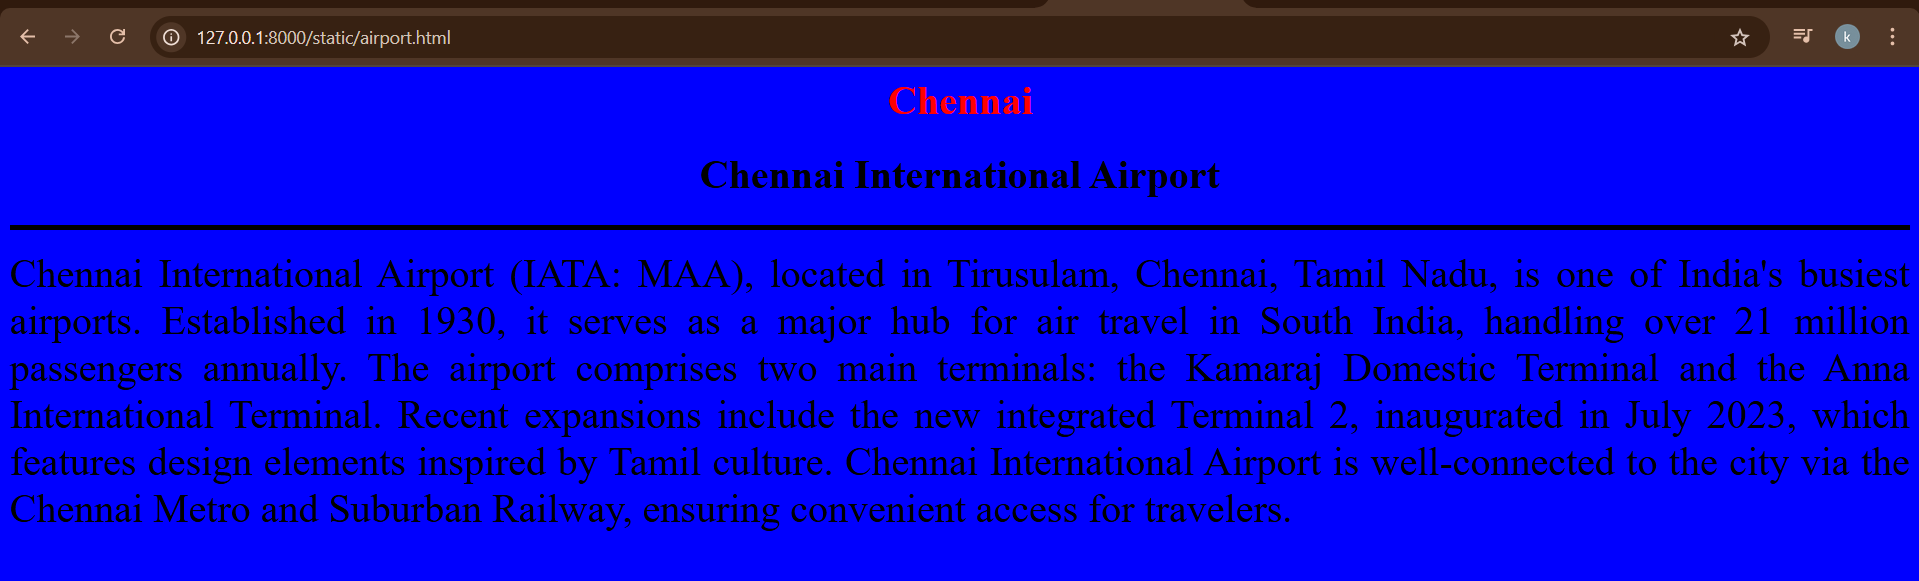 127.0.0.1:8000/static/airport.html
k
Chennai
Chennai International Airport
Chennai International Airport (IATA: MAA), located in Tirusulam, Chennai, Tamil Nadu, is one of India's busiest
airports. Established in 1930, it serves as a major hub for air travel in South India, handling over 21 million
passengers annually. The airport comprises two main terminals: the Kamaraj Domestic Terminal and the Anna
International Terminal. Recent expansions include the new integrated Terminal 2, inaugurated in July 2023, which
features design elements inspired by Tamil culture. Chennai International Airport is well-connected to the city via the
Chennai Metro and Suburban Railway, ensuring convenient access for travelers.